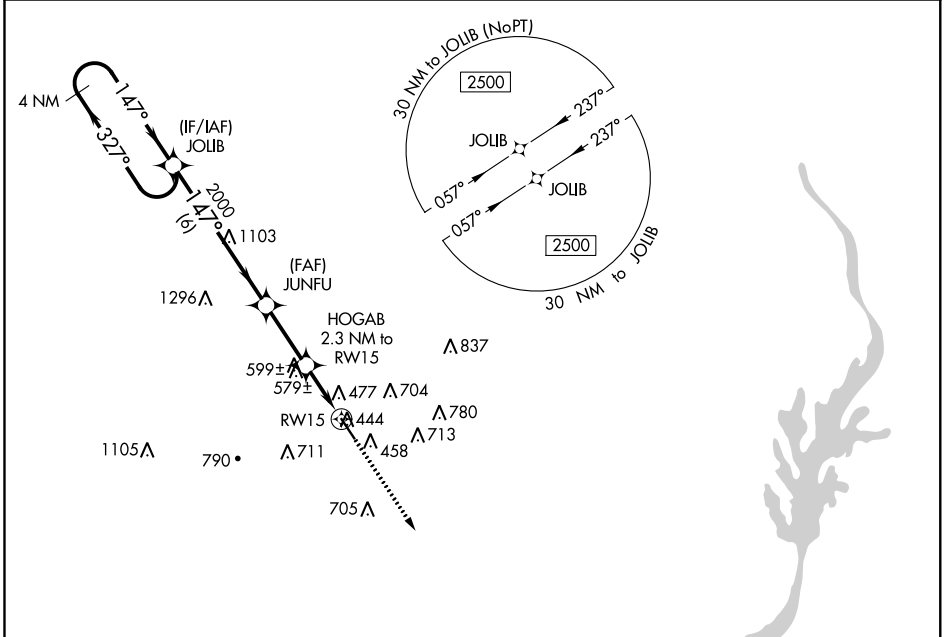 30 NM to JOLIB (NoPT)
2500
237°
JOLIB
057°
237°
JOLIB
057°
2500
30 NM to JOLIB
4 NM
147°
327°
(IF/IAF)
JOLIB
2000
147°
(6)
1103
(FAF)
JUNFU
1296
HOGAB
2.3 NM to
RW15
837
599±
579±
477
704
RW15
444
780
713
458
1105
790
711
705